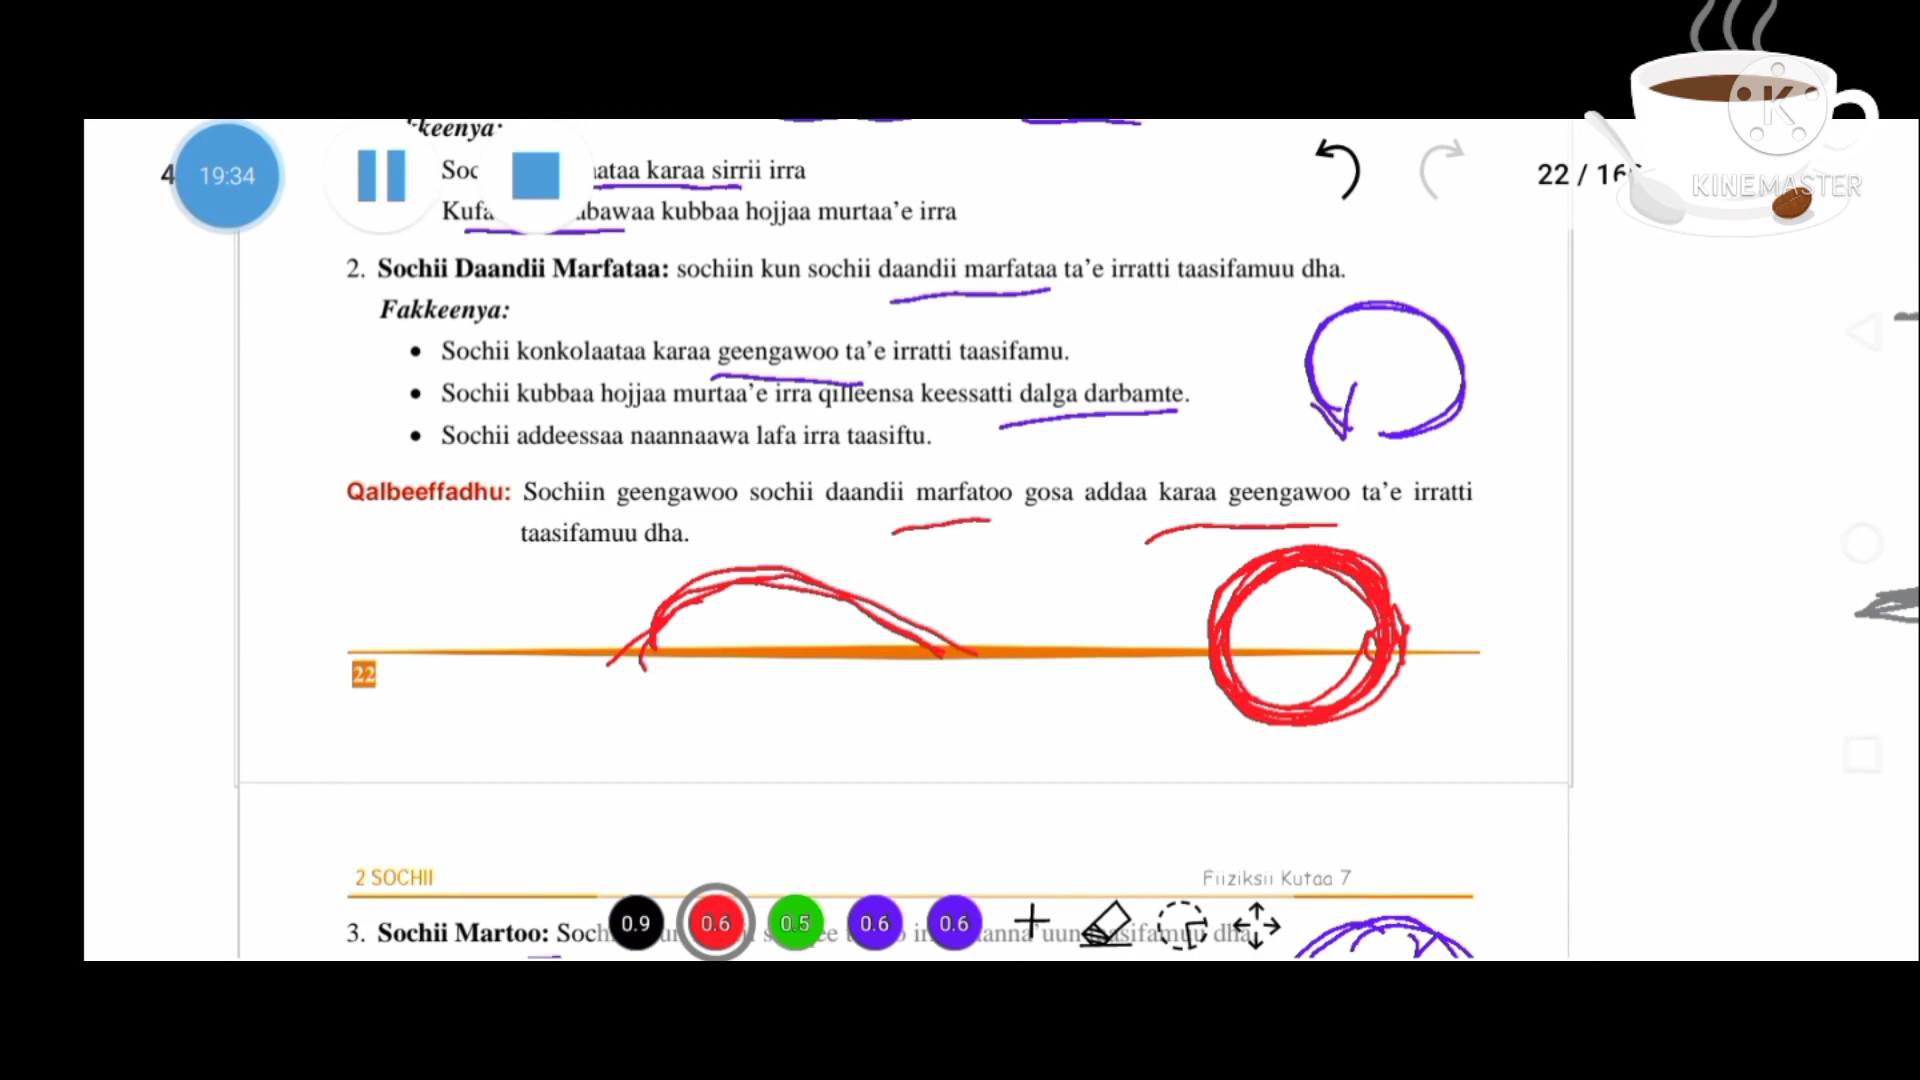 keenya:
4 19:34 Soc ataa karaa sirrii irra 22 / 16 KINEMASTER
Kufa bawaa kubbaa hojjaa murtaa’e irra
2. Sochii Daandii Marfataa: sochiin kun sochii daandii marfataa ta’e irratti taasifamuu dha.
Fakkeenya:
• Sochii konkolaataa karaa geengawoo ta’e irratti taasifamu.
• Sochii kubbaa hojjaa murtaa’e irra qilleensa keessatti dalga darbamte.
• Sochii addeessaa naannaawa lafa irra taasiftu.
Qalbeeffadhu: Sochiin geengawoo sochii daandii marfatoo gosa addaa karaa geengawoo ta’e irratti
taasifamuu dha.
22
2 SOCHII Fiiziksii Kutaa 7
3. Sochii Martoo: Soch
0.9 0.6 0.5 0.6 0.6